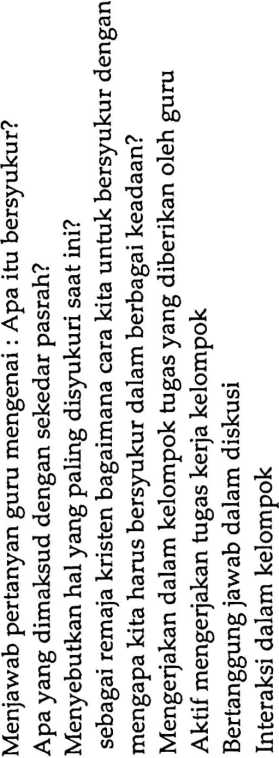 Menjawab pertanyan guru mengenai : Apa itu bersyukur?
Apa yang dimaksud dengan sekedar pasrah?
Menyebutkan hal yang paling disyukuri saat ini?
sebagai remaja kristen bagaimana cara kita untuk bersyukur dengan
mengapa kita harus bersyukur dalam berbagai keadaan?
Mengerjakan dalam kelompok tugas yang diberikan oleh guru
Aktif mengerjakan tugas kerja kelompok
Bertanggung jawab dalam diskusi
Interaksi dalam kelompok